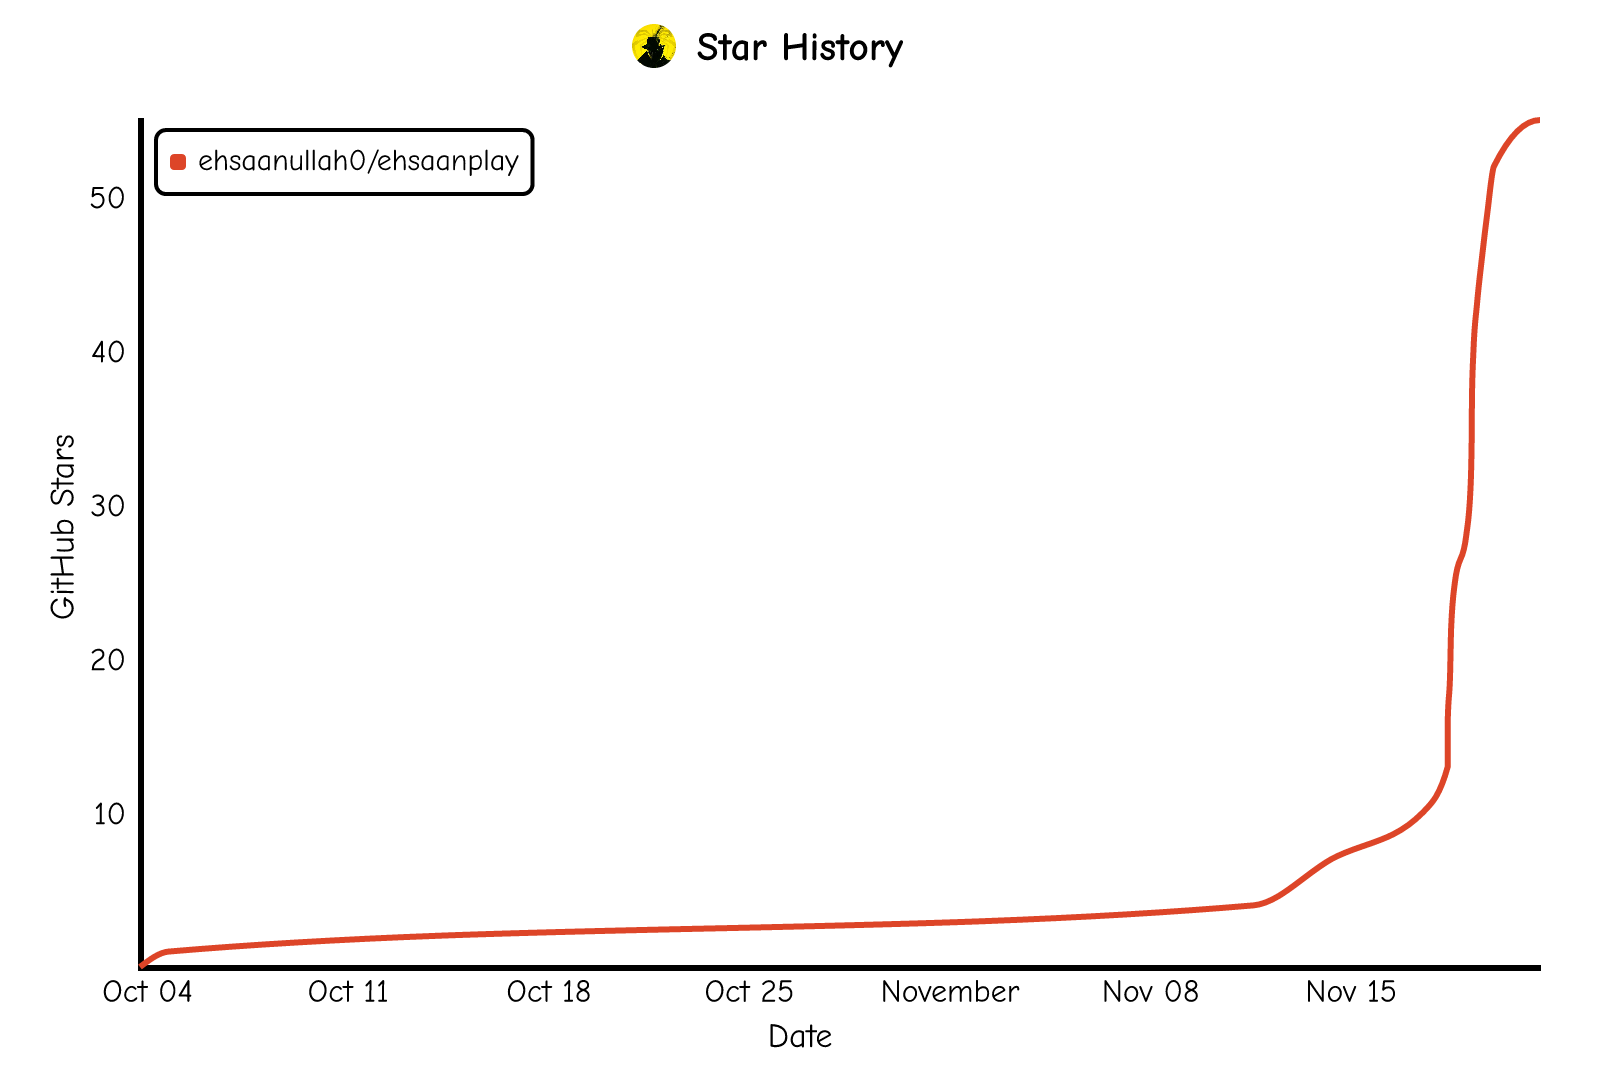 Star History
ehsaanullah0/ehsaanplay
50
40
30
20
10
GitHub Stars
Oct 04 Oct 11 Oct 18 Oct 25 November Nov 08 Nov 15
Date